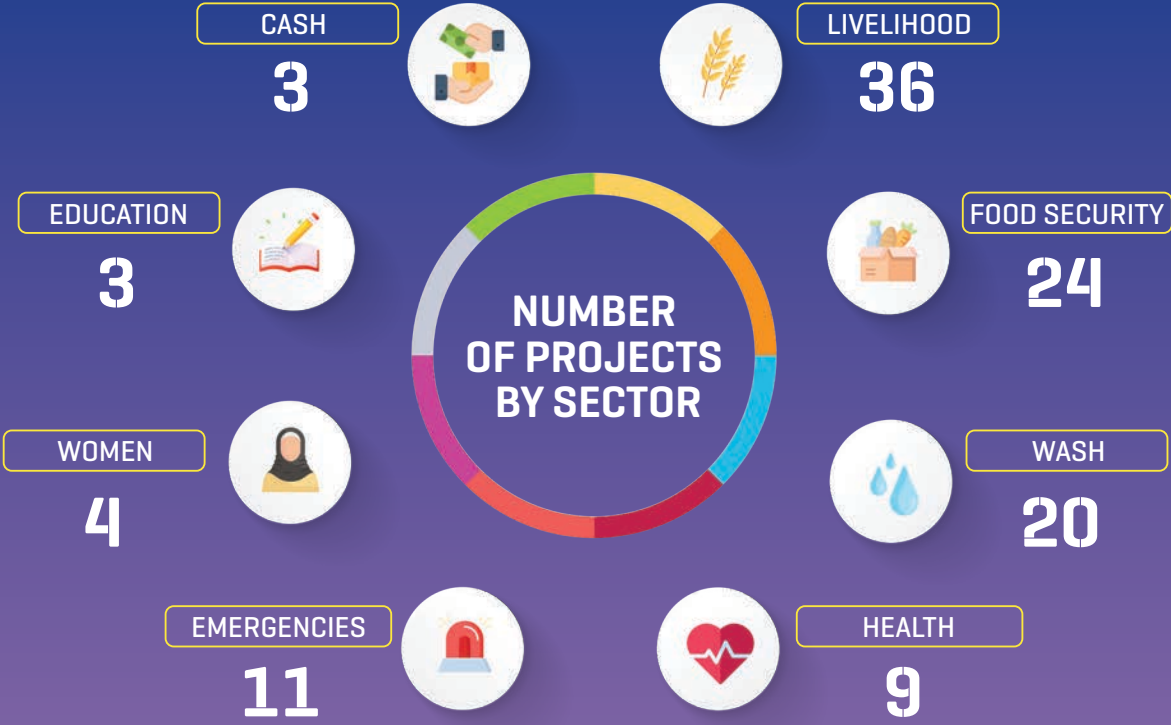 CASH
3
LIVELIHOOD
36
EDUCATION
3
NUMBER
OF PROJECTS
BY SECTOR
FOOD SECURITY
24
WOMEN
4
WASH
20
EMERGENCIES
11
HEALTH
9